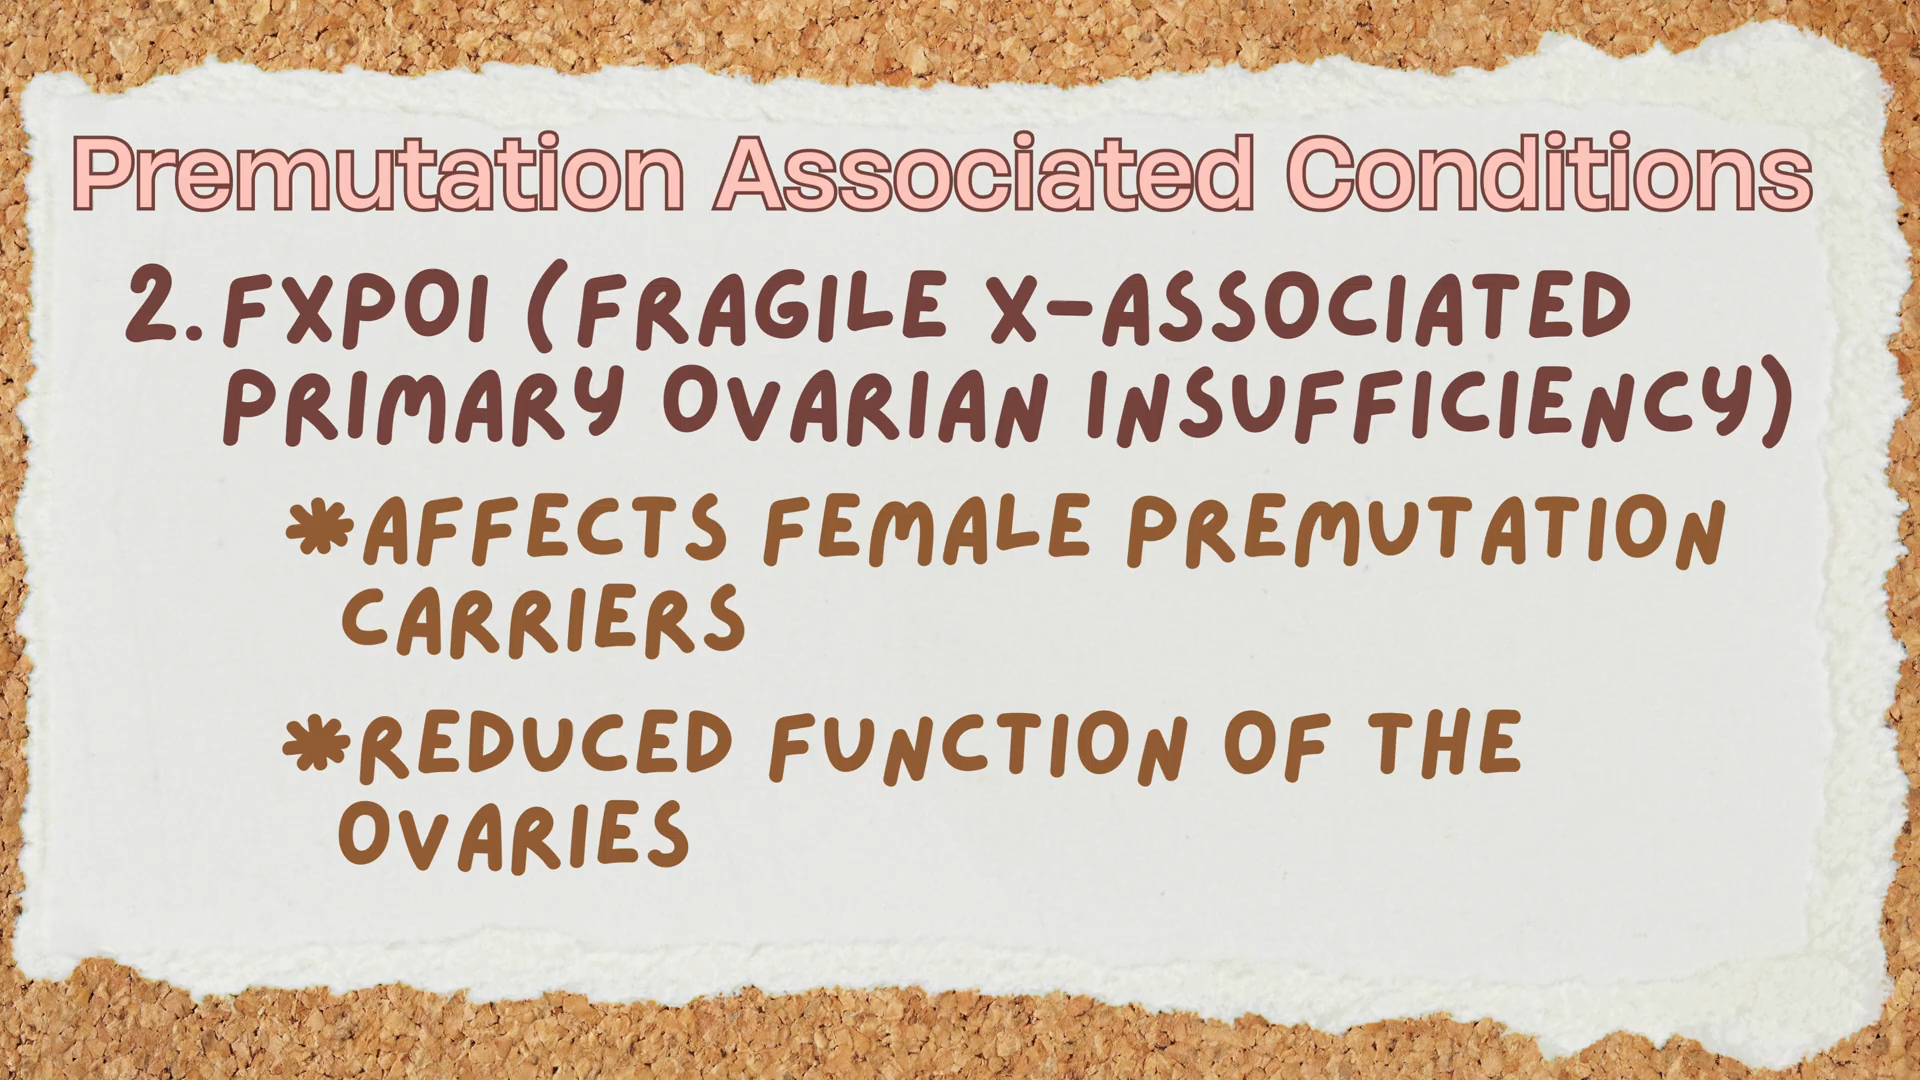 Premutation Associated Conditions
2. FXPOI (FRAGILE X-ASSOCIATED
PRIMARY OVARIAN INSUFFICIENCY)
*AFFECTS FEMALE PREMUTATION
CARRIERS
*REDUCED FUNCTION OF THE
OVARIES